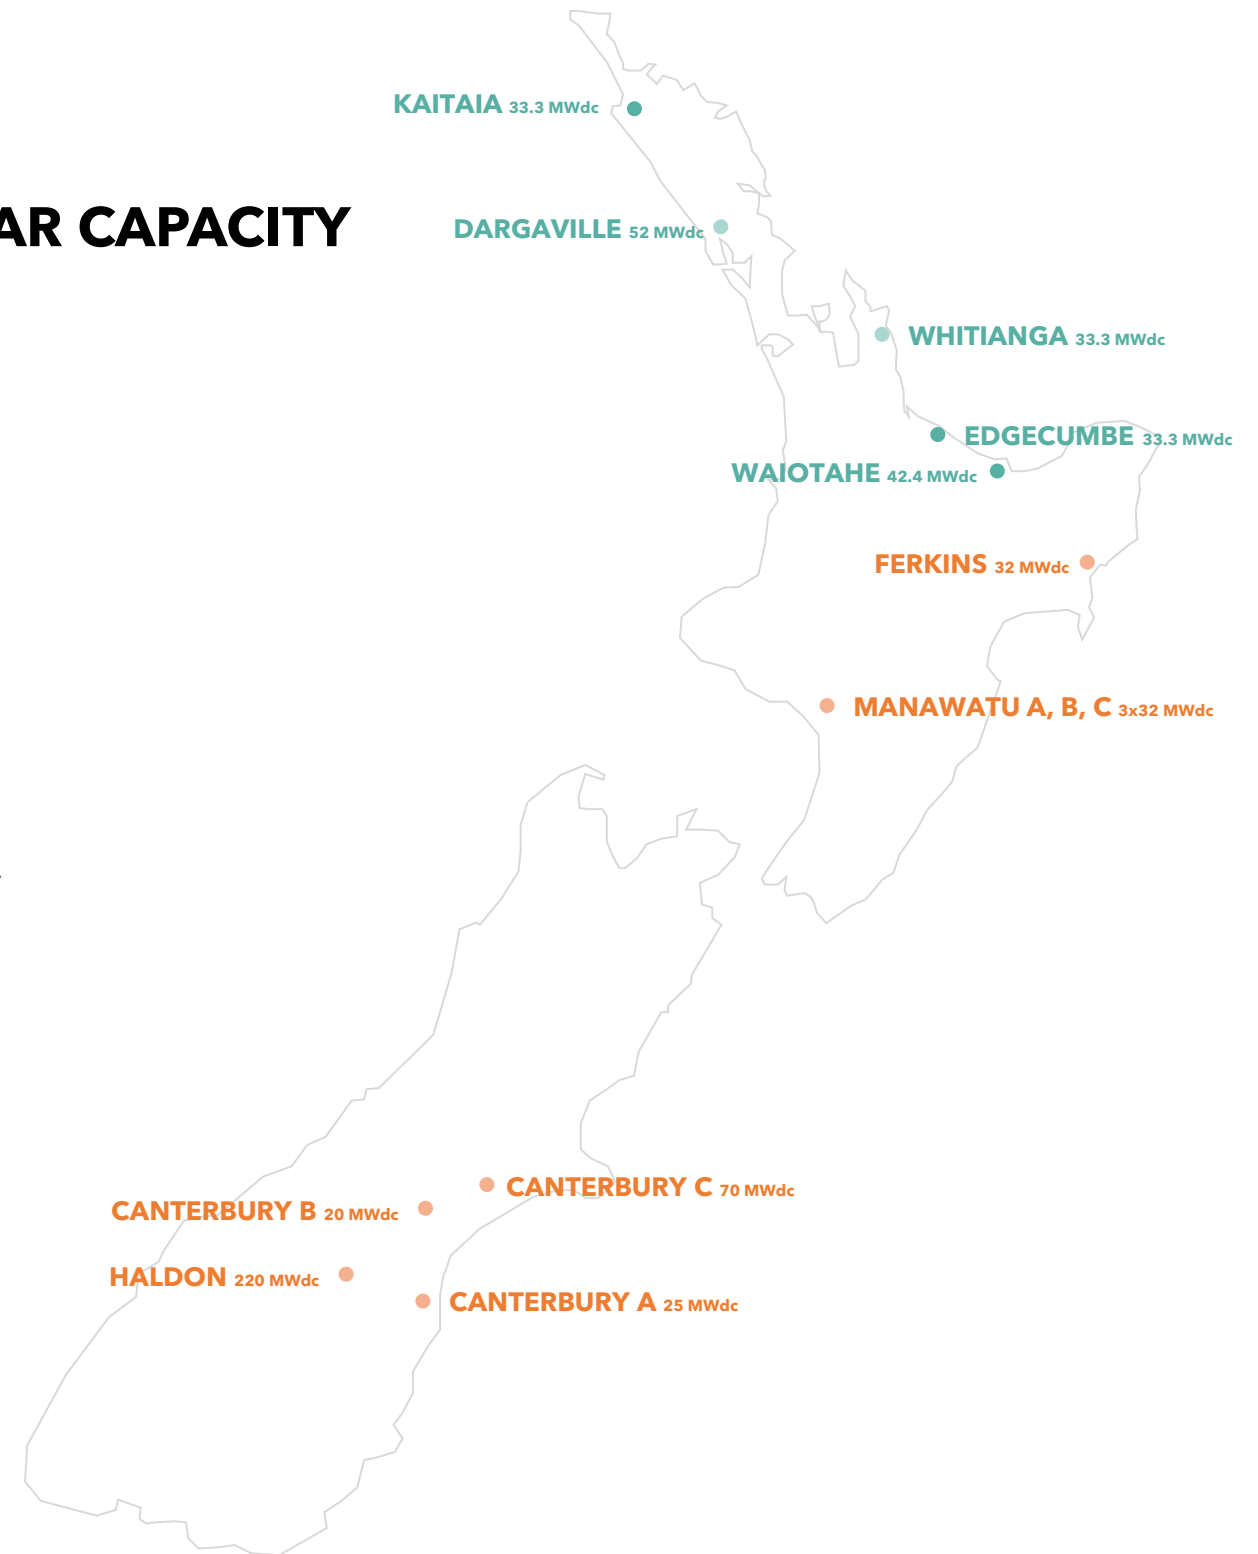 KAITAIA 33.3 MWdc
AR CAPACITY
DARGAVILLE 52 MWdc
WHITIANGA 33.3 MWdc
EDGECUMBE 33.3 MWdc
WAIOTAHE 42.4 MWdc
FERKINS 32 MWdc
MANAWATU A, B, C 3x32 MWdc
CANTERBURY C 70 MWdc
CANTERBURY B 20 MWdc
HALDON 220 MWdc
CANTERBURY A 25 MWdc